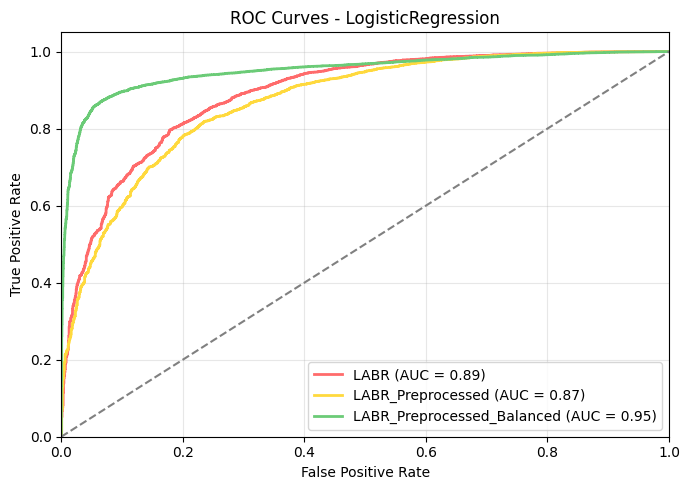 ROC Curves - LogisticRegression
True Positive Rate
1.0
0.8
0.6
0.4
0.2
0.0
LABR (AUC = 0.89)
LABR_Preprocessed (AUC = 0.87)
LABR_Preprocessed_Balanced (AUC = 0.95)
0.0 0.2 0.4 0.6 0.8 1.0
False Positive Rate